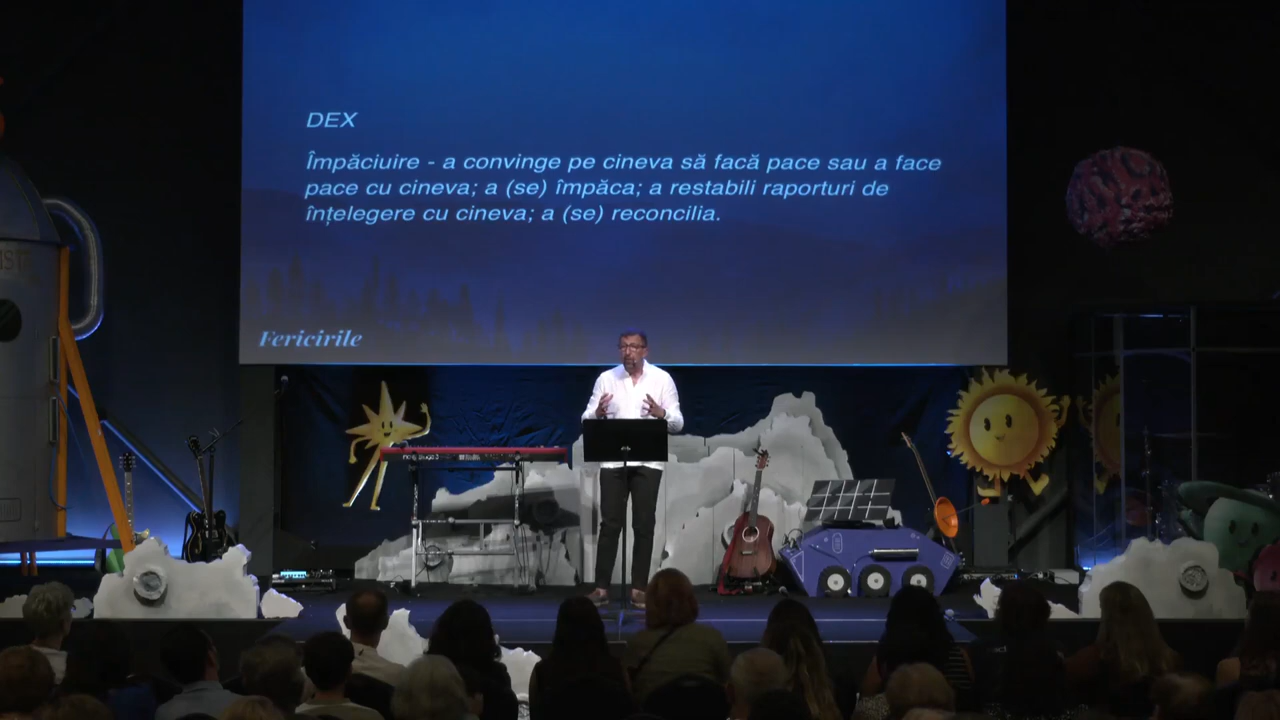 DEX
Împăciuire - a convinge pe cineva să facă pace sau a face
pace cu cineva; a (se) împăca; a restabili raporturi de
înțelegere cu cineva; a (se) reconcilia.
Fericirile